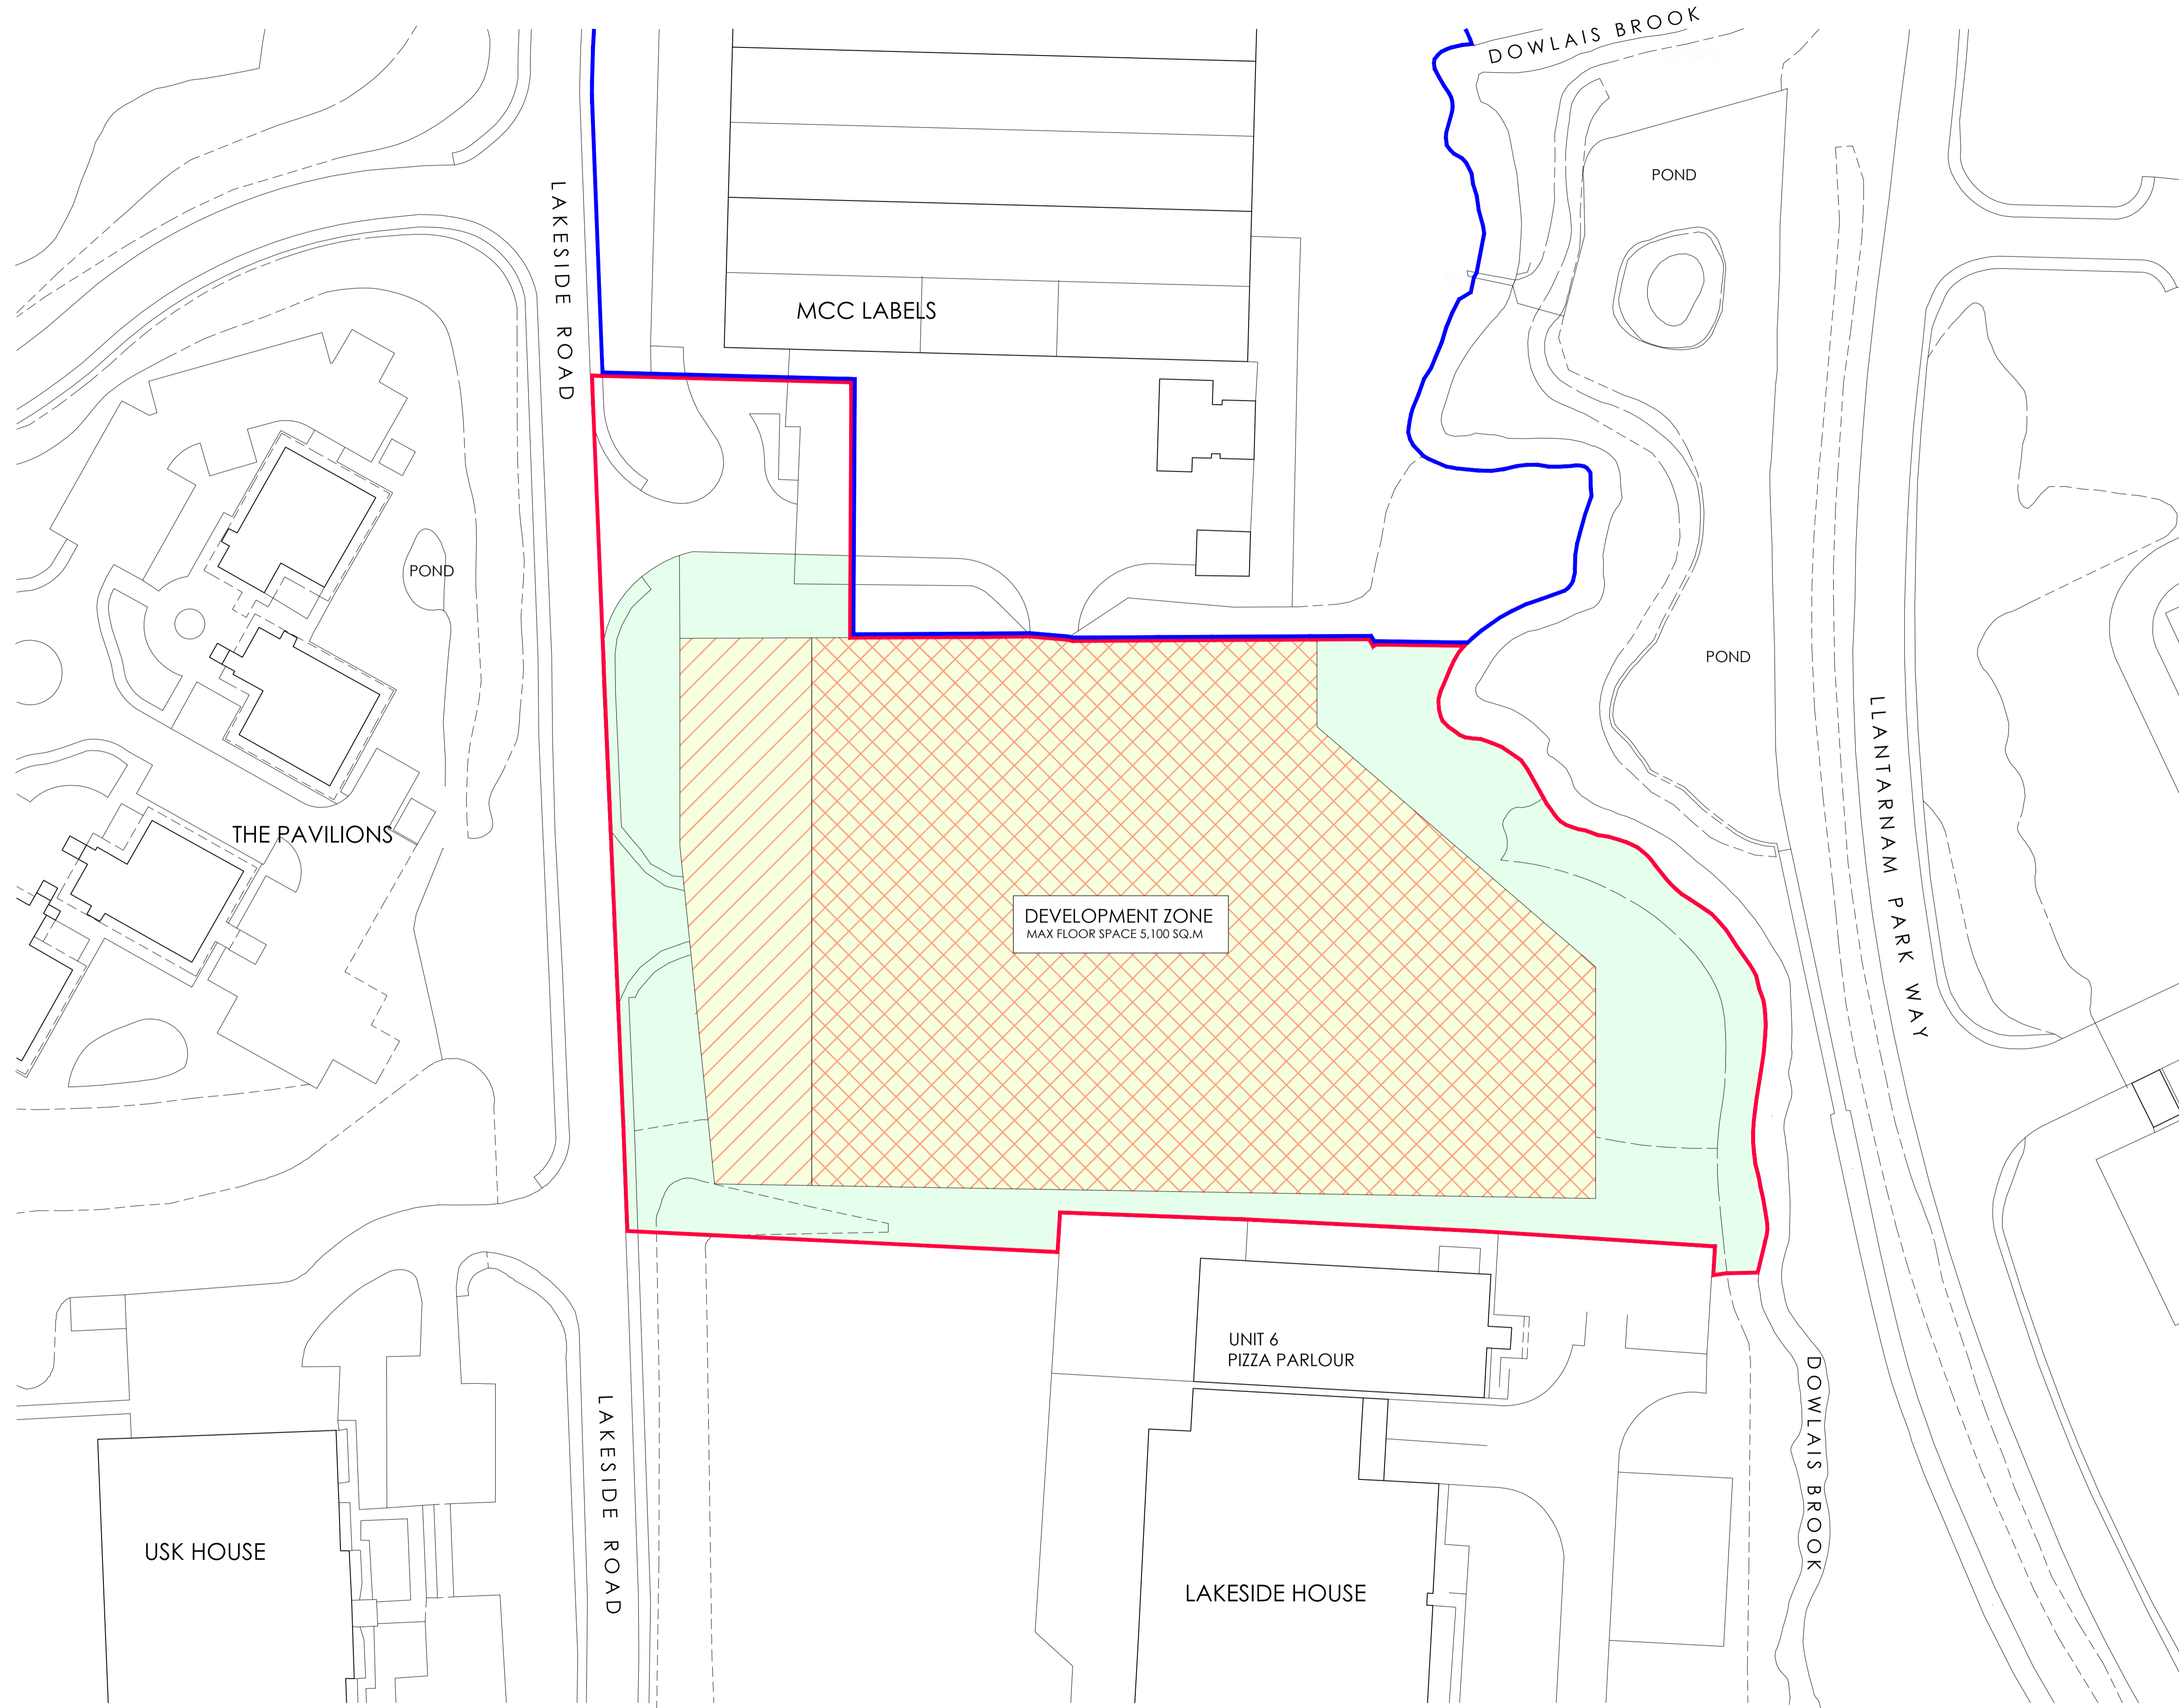 DOWLAIS BROOK
POND
LAKESIDE ROAD
MCC LABELS
POND
POND
LLANTARNAM PARK WAY
THE PAVILIONS
DEVELOPMENT ZONE
MAX FLOOR SPACE 5,100 SQ.M
UNIT 6
PIZZA PARLOUR
DOWLAIS BROOK
LAKESIDE ROAD
USK HOUSE
LAKESIDE HOUSE